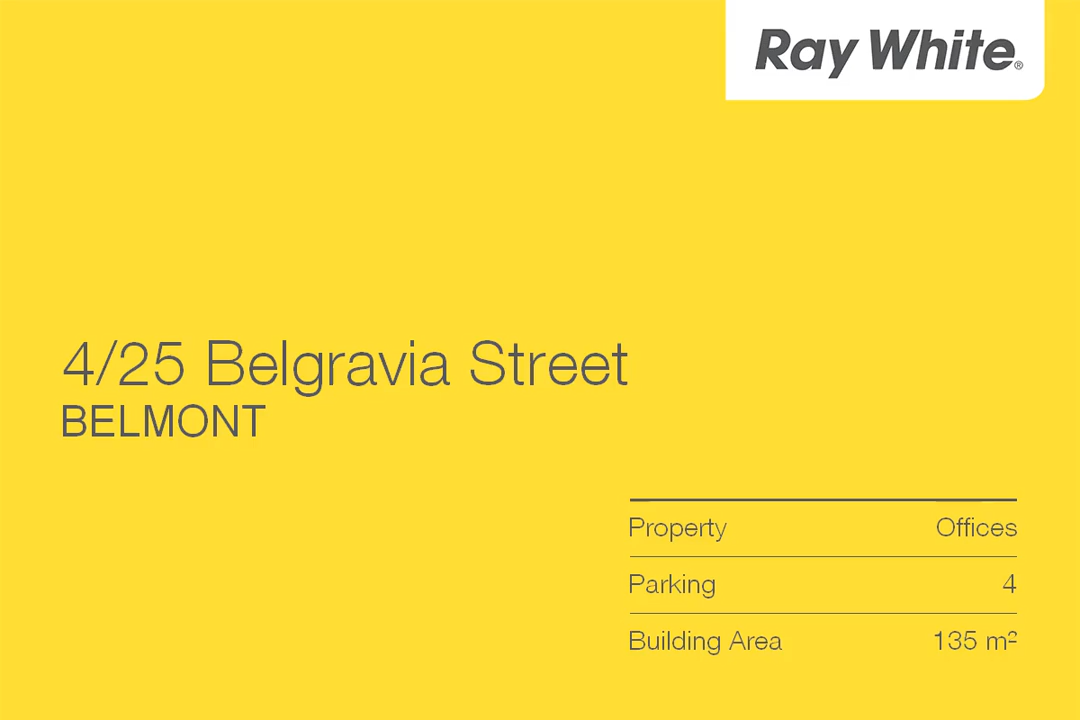 Ray White®
4/25 Belgravia Street
BELMONT
Property Offices
Parking 4
Building Area 135 m²